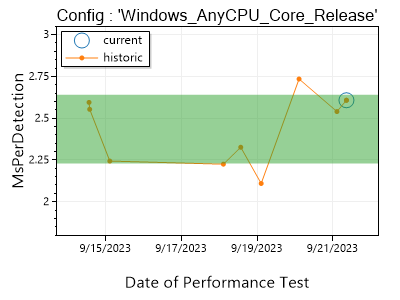 Config : 'Windows_AnyCPU_Core_Release'
current
historic
3
2.75
2.5
2.25
2
MsPerDetection
9/15/2023
9/17/2023
9/19/2023
9/21/2023
Date of Performance Test